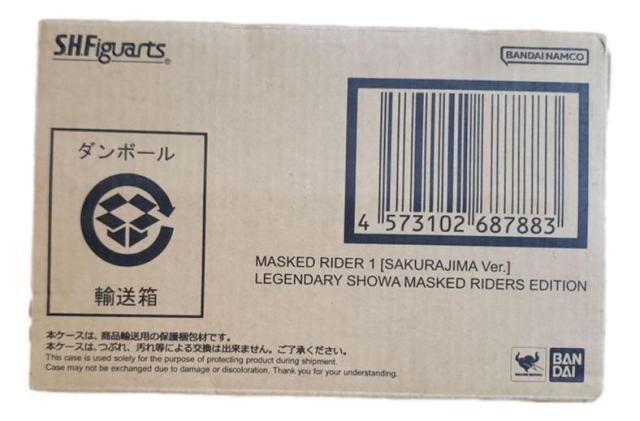 S.H.Figuarts®
BANDAI NAMCO
ダンボール
輸送箱
4 573102 687883
MASKED RIDER 1 [SAKURAJIMA Ver.]
LEGENDARY SHOWA MASKED RIDERS EDITION
本ケースは、商品輸送用の保護梱包材です。
本ケースは、つぶれ、汚れ等による交換は出来ません。ご了承ください。
This case is used solely for the purpose of protecting product during shipment.
Case may not be exchanged due to damage or discoloration. Thank you for your understanding.
BAN
DAI